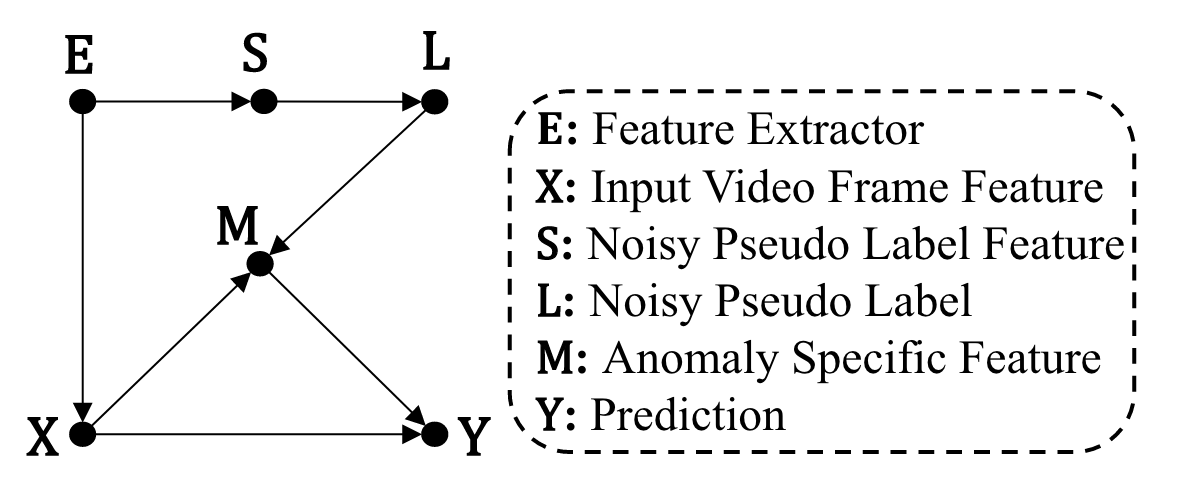 E S L
M
X Y
E: Feature Extractor
X: Input Video Frame Feature
S: Noisy Pseudo Label Feature
L: Noisy Pseudo Label
M: Anomaly Specific Feature
Y: Prediction